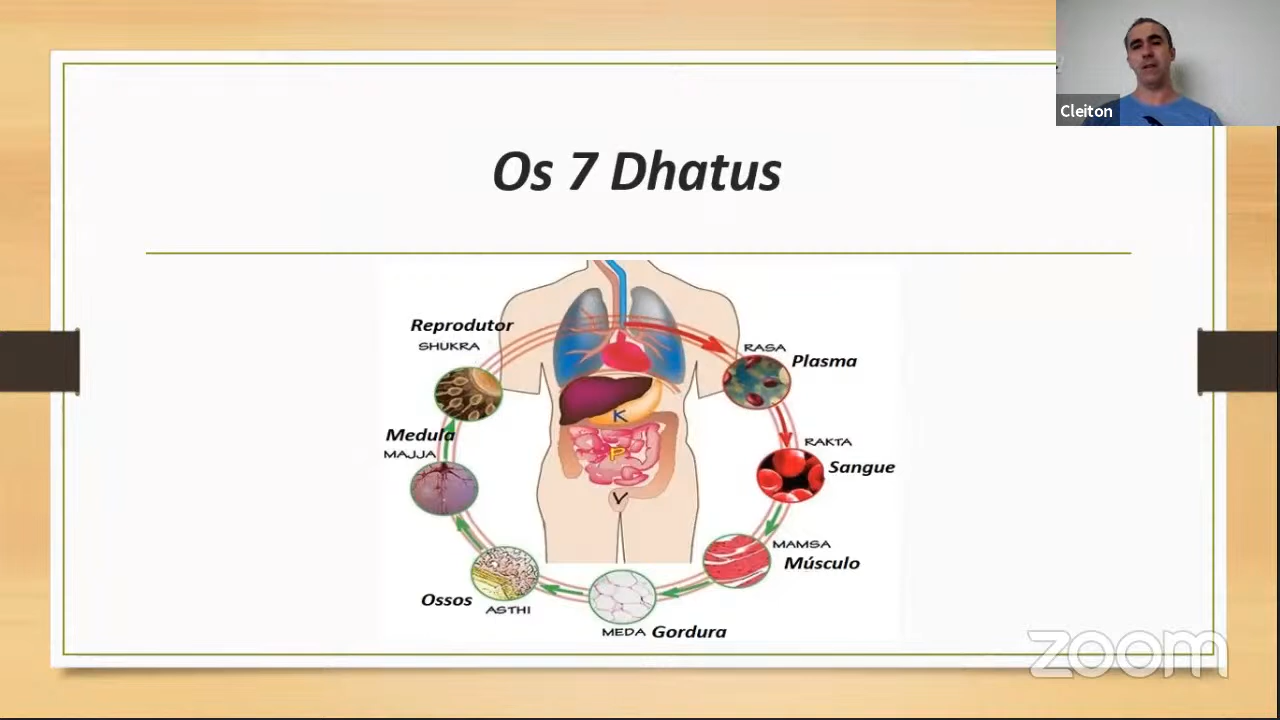 Cleiton
Os 7 Dhatus
Reprodutor
SHUKRA
RASA
Plasma
K
Medula
MAJJA
RAKTA
Sangue
P
V
MAMSA
Músculo
Ossos
ASTHI
MEDA Gordura
zoom